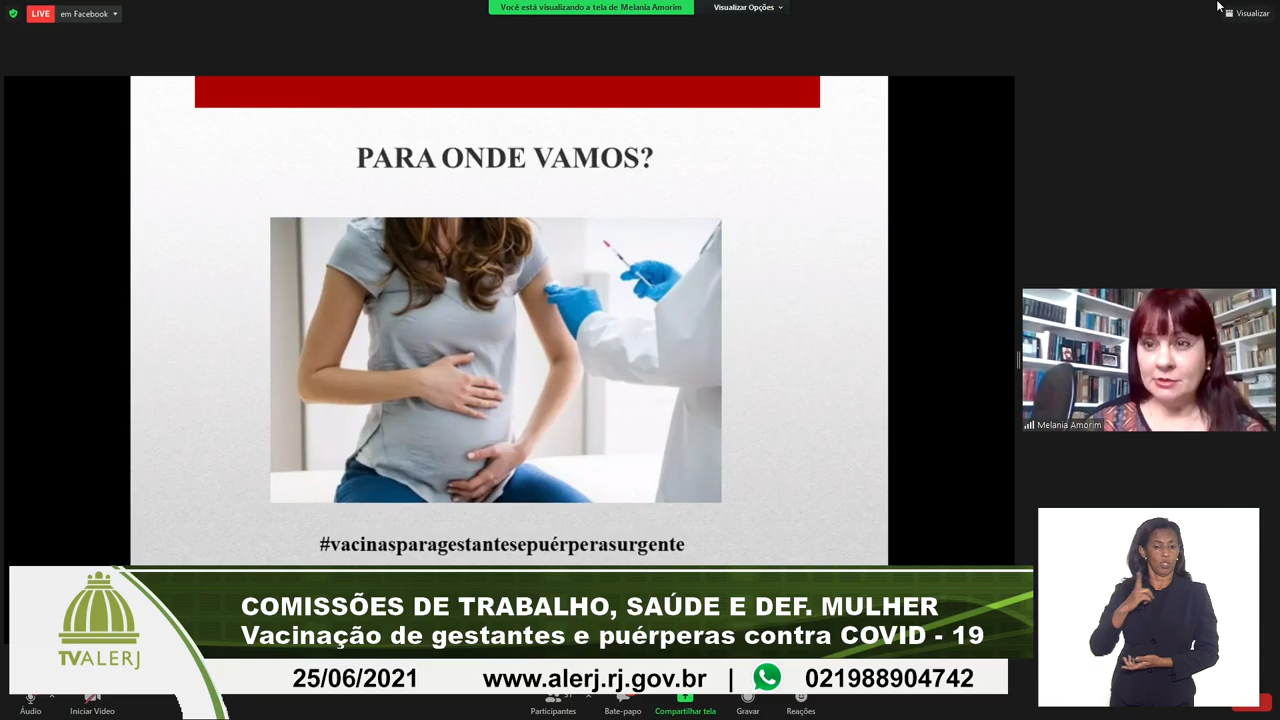 LIVE em Facebook
Você está visualizando a tela de Melania Amorim
Visualizar Opções
Visualizar
PARA ONDE VAMOS?
#vacinasparagestantesepuérperasurgente
Melania Amorim
COMISSÕES DE TRABALHO, SAÚDE E DEF. MULHER
Vacinação de gestantes e puérperas contra COVID - 19
TVALERJ
25/06/2021 www.alerj.rj.gov.br | 021988904742
Áudio
Iniciar Vídeo
Participantes
Bate-papo
Compartilhar tela
Gravar
Reações